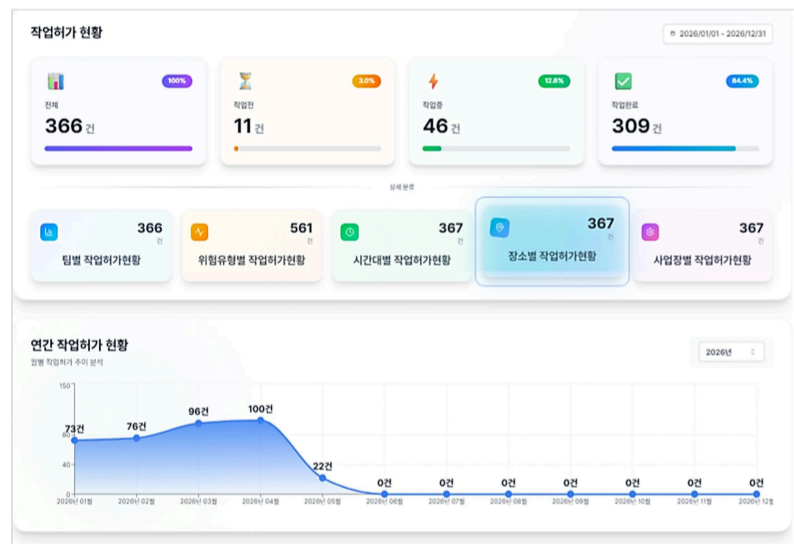 작업허가 현황
2026/01/01 - 2026/12/31
100%
전체
366 건
3.0%
작업전
11 건
12.6%
작업중
46 건
84.4%
작업완료
309 건
상세 분류
366
건
팀별 작업허가현황
561
건
위험유형별 작업허가현황
367
건
시간대별 작업허가현황
367
건
장소별 작업허가현황
367
건
사업장별 작업허가현황
연간 작업허가 현황
월별 작업허가 추이 분석
2026년
150
80
40
0
73건
76건
96건
100건
22건
0건
0건
0건
0건
0건
0건
0건
2026년 01월
2026년 02월
2026년 03월
2026년 04월
2026년 05월
2026년 06월
2026년 07월
2026년 08월
2026년 09월
2026년 10월
2026년 11월
2026년 12월